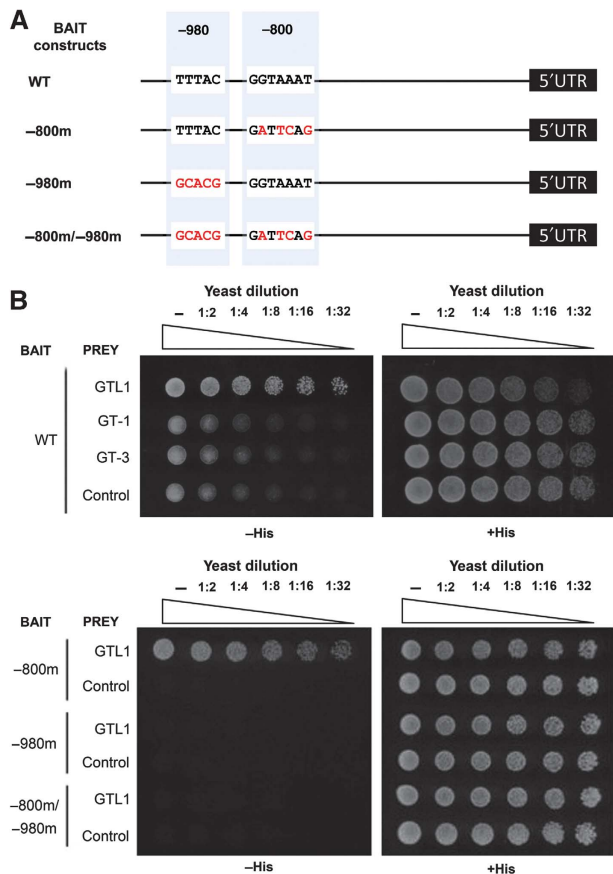 A
BAIT constructs
−980
−800
WT
TTTAC
GGTAAAT
5′UTR
−800m
TTTAC
GATTCAG
5′UTR
−980m
GCACG
GGTAAAT
5′UTR
−800m/−980m
GCACG
GATTCAG
5′UTR
B
Yeast dilution
Yeast dilution
– 1:2 1:4 1:8 1:16 1:32
– 1:2 1:4 1:8 1:16 1:32
BAIT
PREY
WT
GTL1
GT-1
GT-3
Control
−His
+His
Yeast dilution
Yeast dilution
– 1:2 1:4 1:8 1:16 1:32
– 1:2 1:4 1:8 1:16 1:32
BAIT
PREY
−800m
GTL1
Control
−980m
GTL1
Control
−800m/
−980m
GTL1
Control
−His
+His